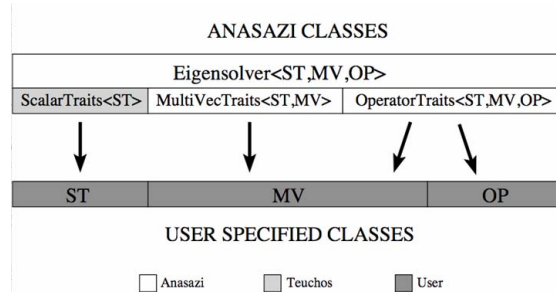 ANASAZI CLASSES
Eigensolver<ST,MV,OP>
ScalarTraits<ST> MultiVecTraits<ST,MV> OperatorTraits<ST,MV,OP>
ST MV OP
USER SPECIFIED CLASSES
Anasazi Teuchos User